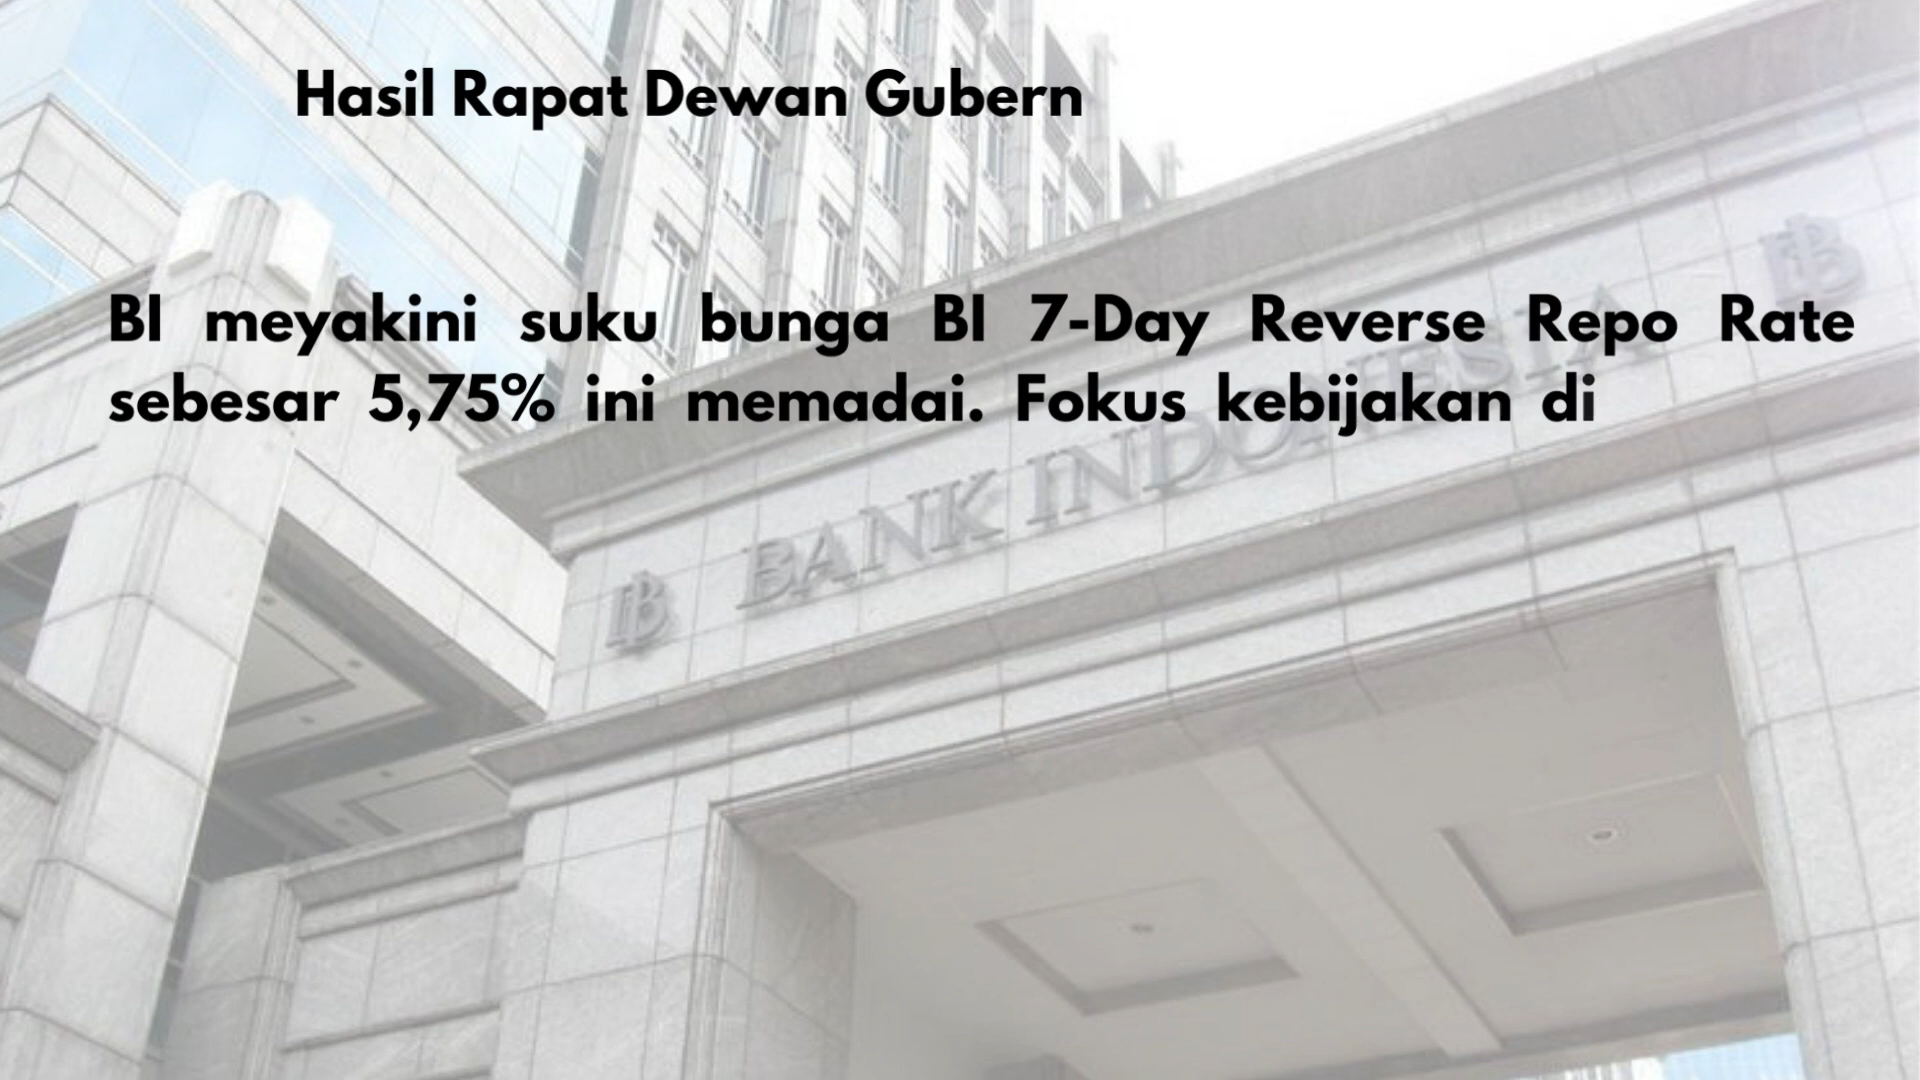 Hasil Rapat Dewan Gubern
BI meyakini suku bunga BI 7-Day Reverse Repo Rate
sebesar 5,75% ini memadai. Fokus kebijakan di
BANK INDONESIA